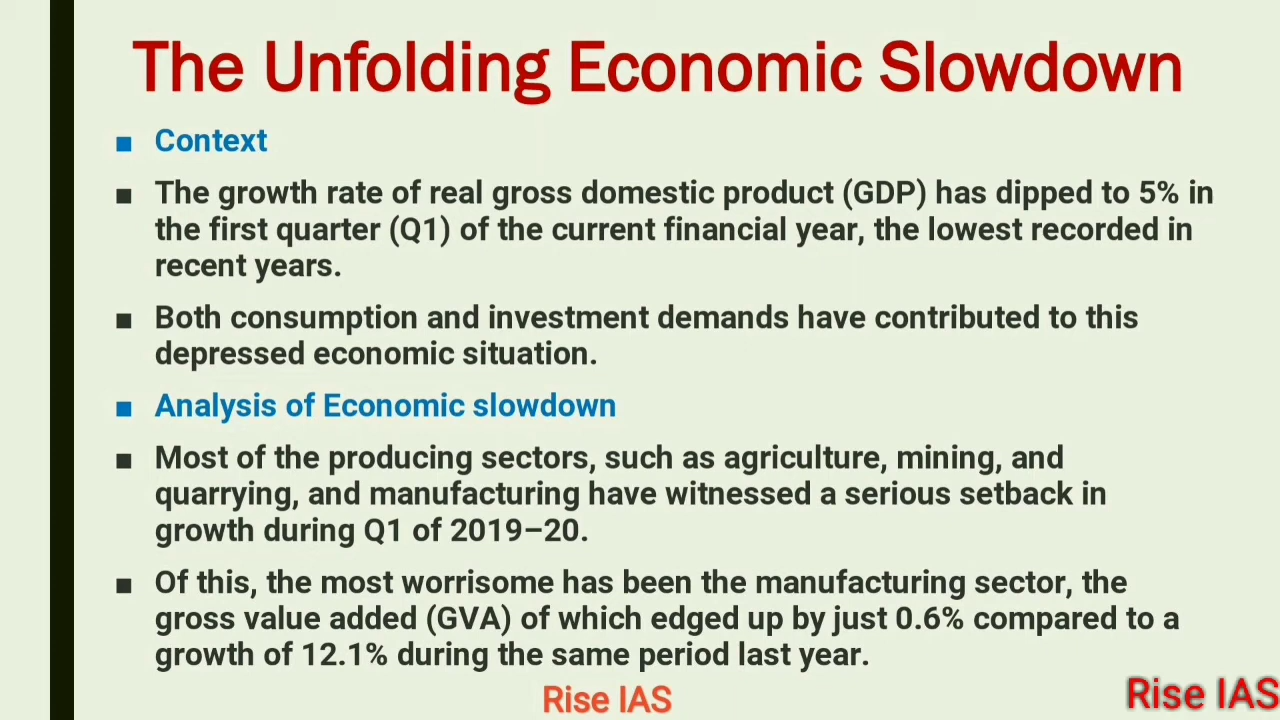 The Unfolding Economic Slowdown
Context
The growth rate of real gross domestic product (GDP) has dipped to 5% in
the first quarter (Q1) of the current financial year, the lowest recorded in
recent years.
Both consumption and investment demands have contributed to this
depressed economic situation.
Analysis of Economic slowdown
Most of the producing sectors, such as agriculture, mining, and
quarrying, and manufacturing have witnessed a serious setback in
growth during Q1 of 2019–20.
Of this, the most worrisome has been the manufacturing sector, the
gross value added (GVA) of which edged up by just 0.6% compared to a
growth of 12.1% during the same period last year.
Rise IAS
Rise IAS